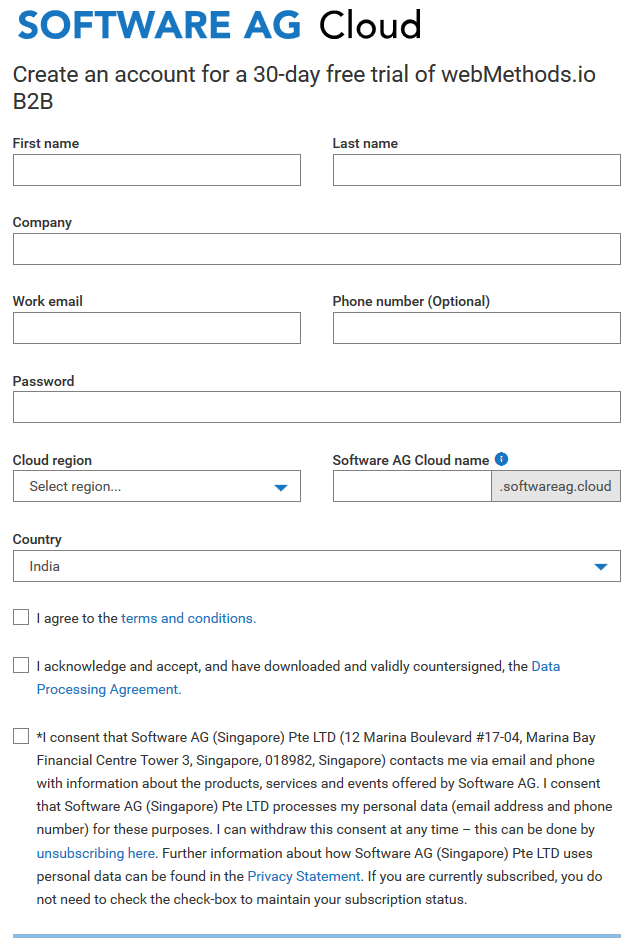 SOFTWARE AG Cloud
Create an account for a 30-day free trial of webMethods.io
B2B
First name
Last name
Company
Work email
Phone number (Optional)
Password
Cloud region
Software AG Cloud name i
Select region...
.softwareag.cloud
Country
India
I agree to the terms and conditions.
I acknowledge and accept, and have downloaded and validly countersigned, the Data
Processing Agreement.
*I consent that Software AG (Singapore) Pte LTD (12 Marina Boulevard #17-04, Marina Bay
Financial Centre Tower 3, Singapore, 018982, Singapore) contacts me via email and phone
with information about the products, services and events offered by Software AG. I consent
that Software AG (Singapore) Pte LTD processes my personal data (email address and phone
number) for these purposes. I can withdraw this consent at any time – this can be done by
unsubscribing here. Further information about how Software AG (Singapore) Pte LTD uses
personal data can be found in the Privacy Statement. If you are currently subscribed, you do
not need to check the check-box to maintain your subscription status.